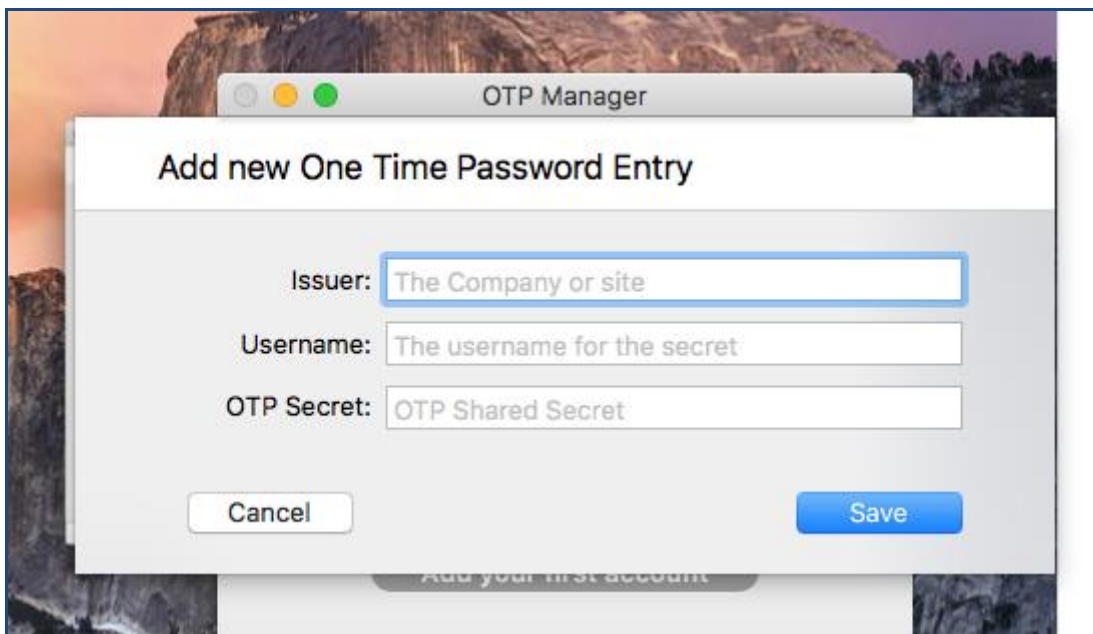 OTP Manager
Add new One Time Password Entry
Issuer: The Company or site
Username: The username for the secret
OTP Secret: OTP Shared Secret
Cancel Save
Add your first account